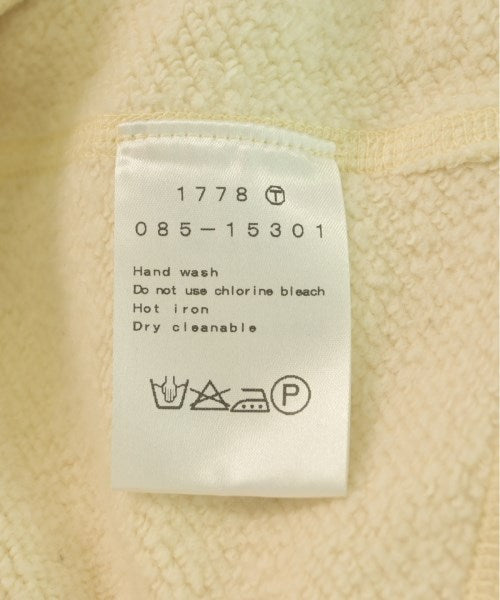 1778 Ⓣ
085-15301
Hand wash
Do not use chlorine bleach
Hot iron
Dry cleanable
P